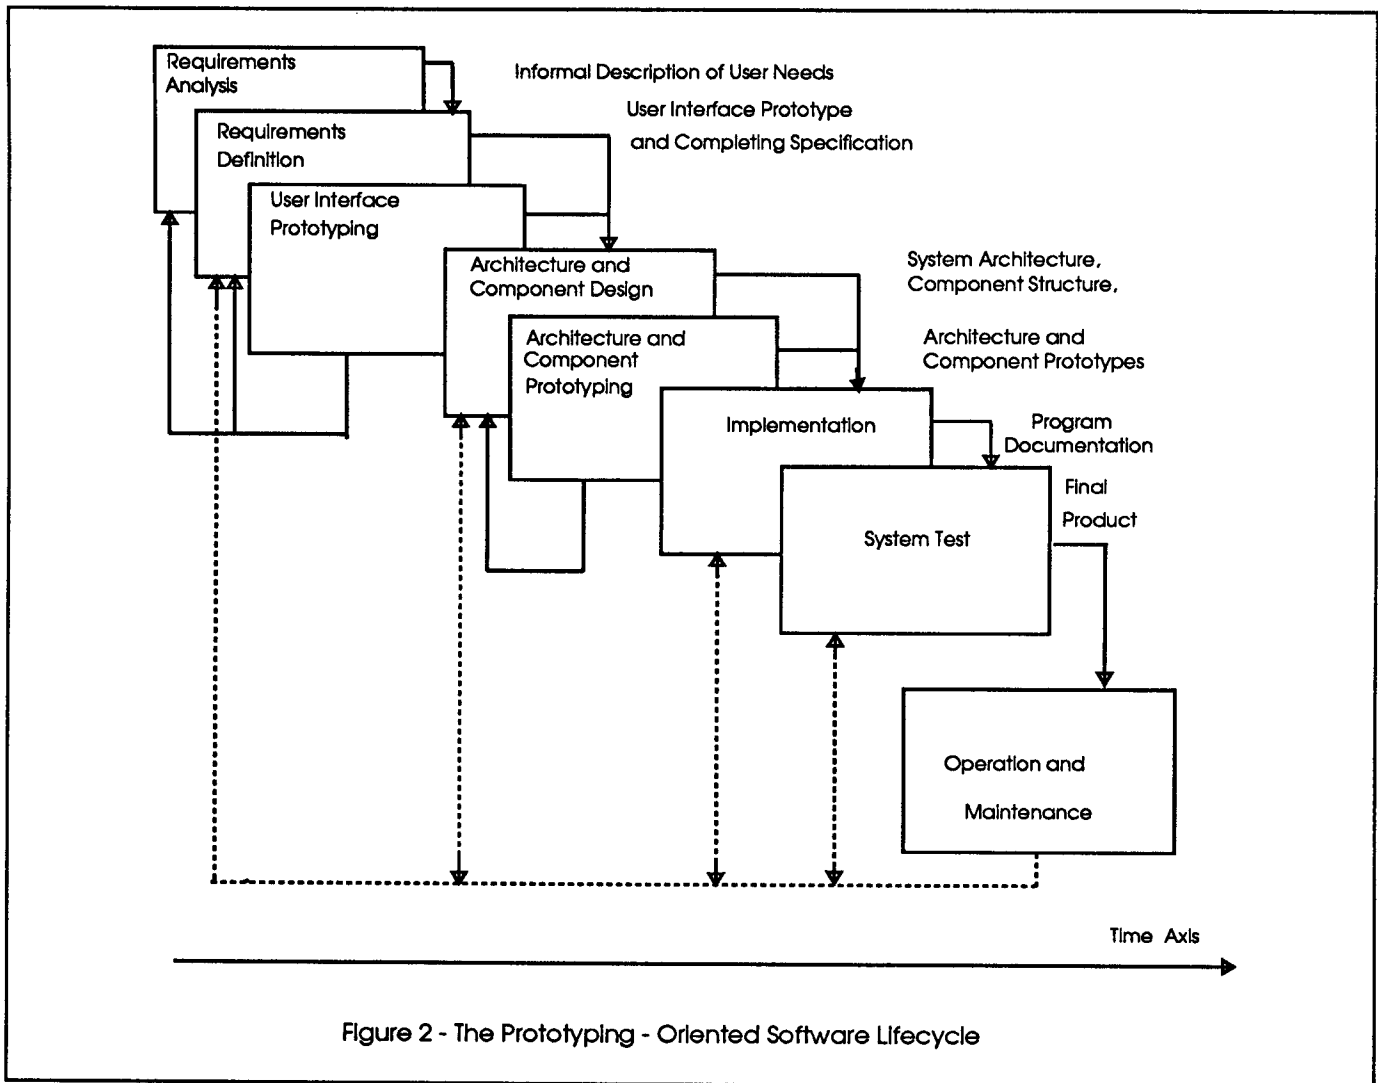 Requirements
Analysis
Informal Description of User Needs
User Interface Prototype
and Completing Specification
Requirements
Definition
User Interface
Prototyping
Architecture and
Component Design
System Architecture,
Component Structure,
Architecture and
Component
Prototyping
Architecture and
Component Prototypes
Implementation
Program
Documentation
Final
Product
System Test
Operation and
Maintenance
Time Axis
Figure 2 - The Prototyping - Oriented Software Lifecycle